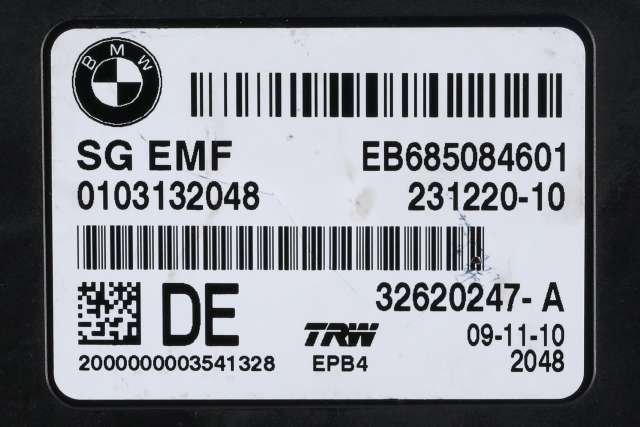 BMW
SG EMF EB685084601
0103132048 231220-10
DE 32620247-A
TRW 09-11-10
2000000003541328 EPB4 2048